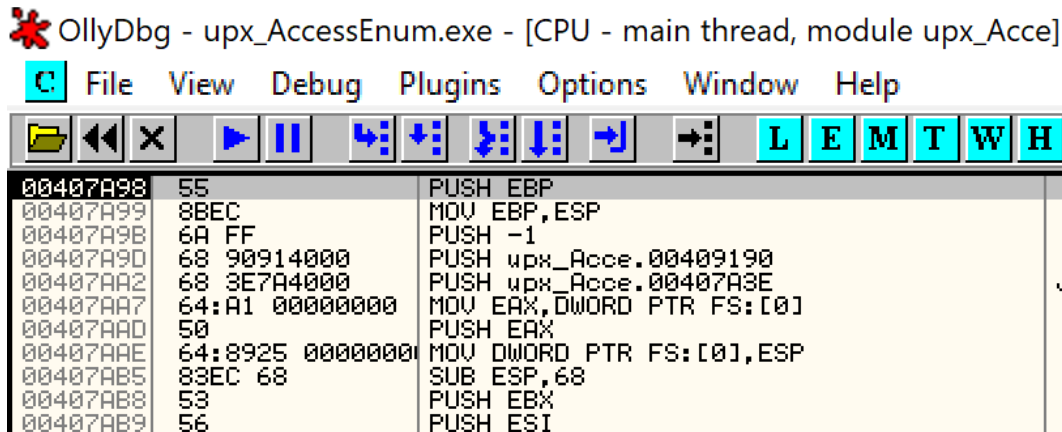 OllyDbg - upx_AccessEnum.exe - [CPU - main thread, module upx_Acce]
C File View Debug Plugins Options Window Help
L E M T W H
00407A98 55 PUSH EBP
00407A99 8BEC MOV EBP,ESP
00407A9B 6A FF PUSH -1
00407A9D 68 90914000 PUSH upx_Acce.00409190
00407AA2 68 3E7A4000 PUSH upx_Acce.00407A3E
00407AA7 64:A1 00000000 MOV EAX,DWORD PTR FS:[0]
00407AAD 50 PUSH EAX
00407AAE 64:8925 0000000 MOV DWORD PTR FS:[0],ESP
00407AB5 83EC 68 SUB ESP,68
00407AB8 53 PUSH EBX
00407AB9 56 PUSH ESI